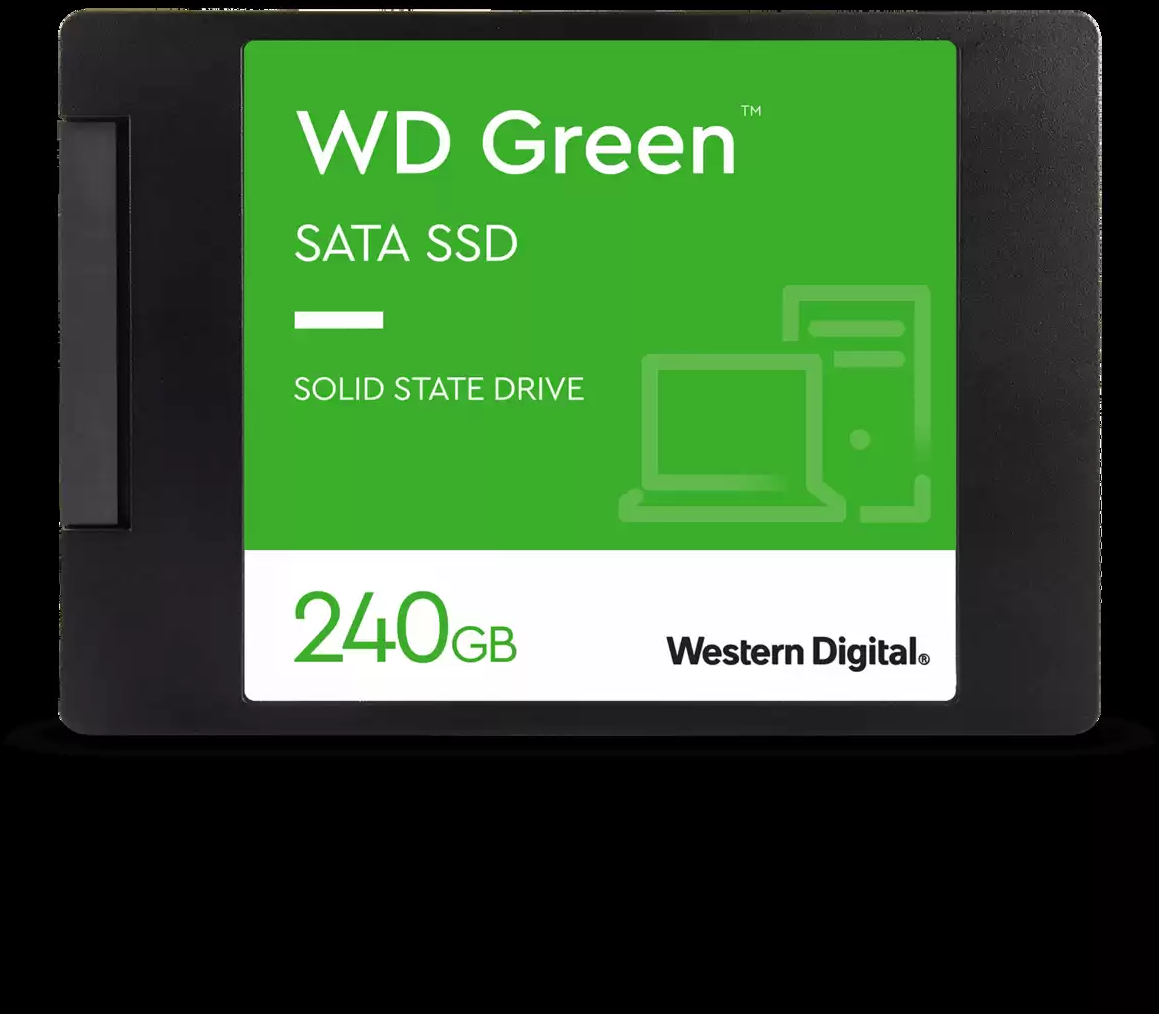 WD Green™
SATA SSD
SOLID STATE DRIVE
240GB
Western Digital®